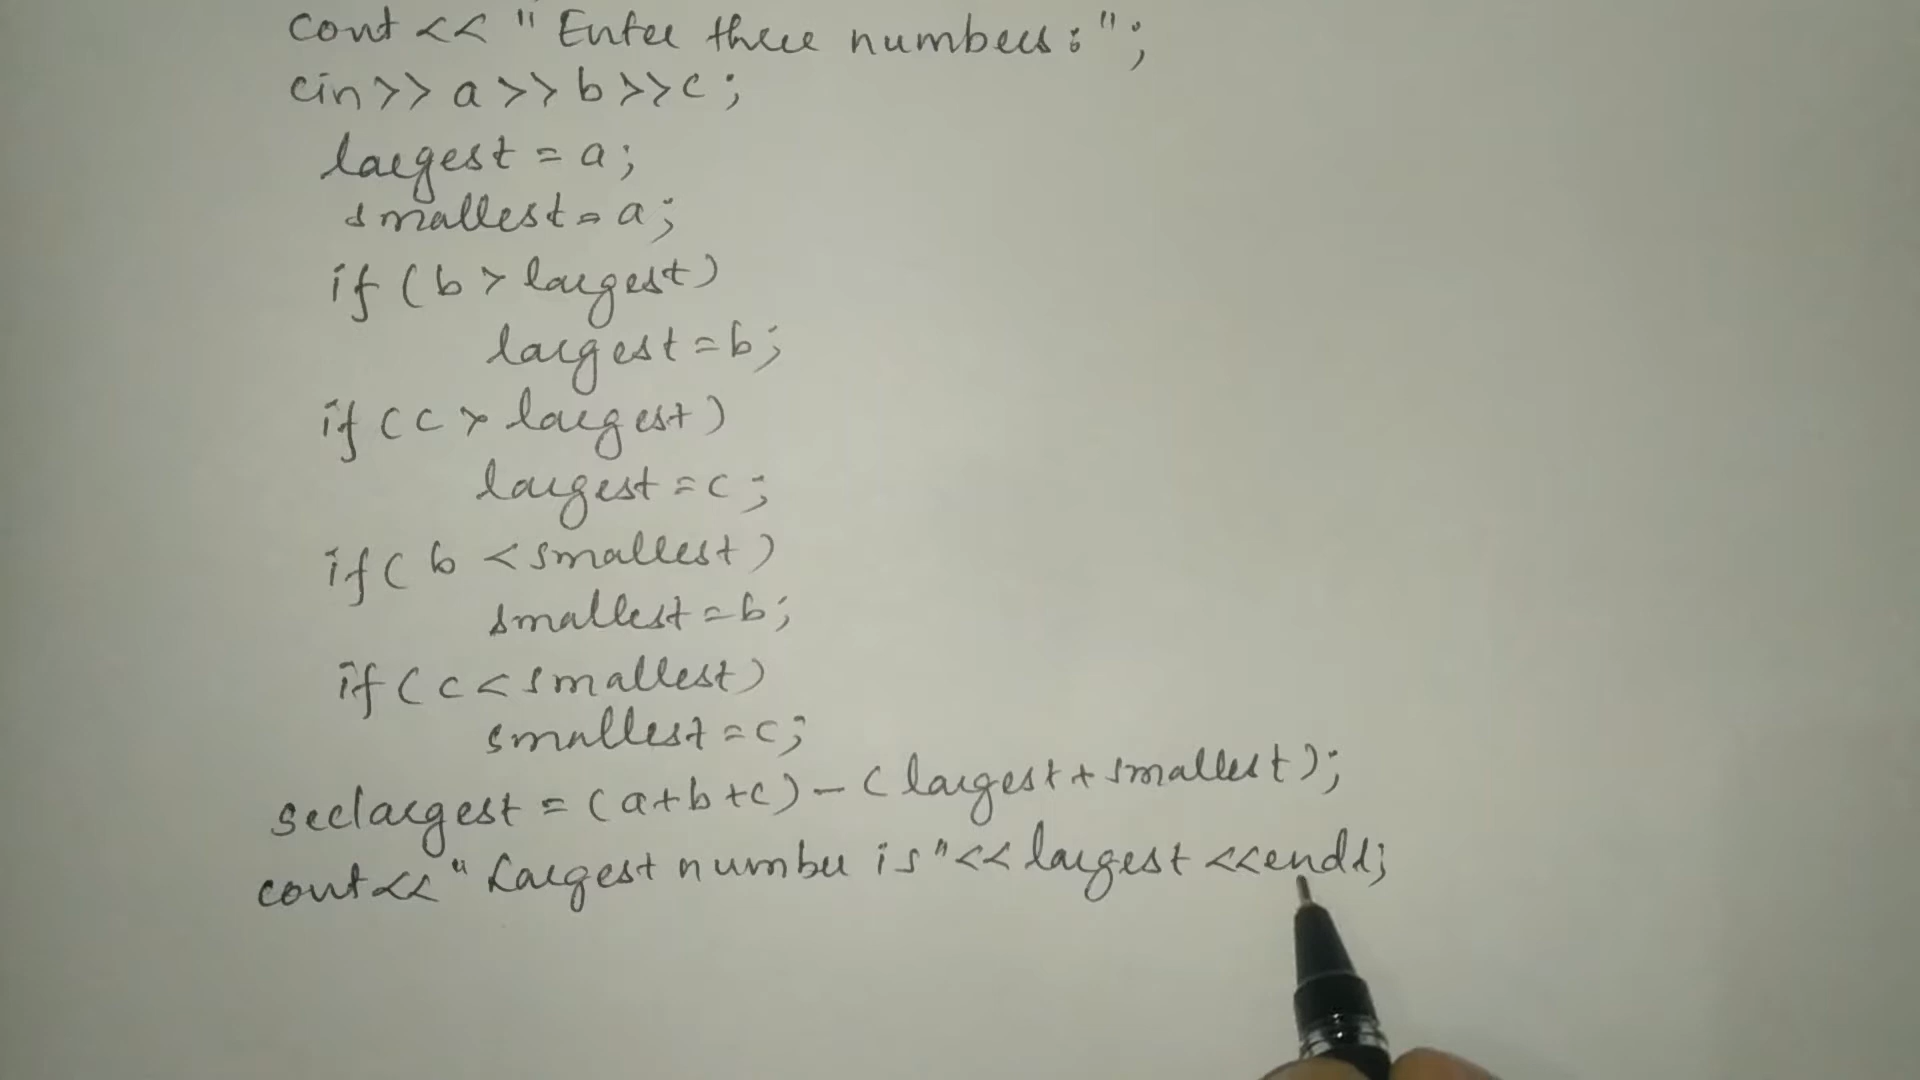 cout << "Enter three numbers:";
cin>> a >> b >>c;
largest = a;
smallest = a;
if (b > largest)
largest = b;
if (c > largest)
largest = c;
if( b < smallest)
smallest = b;
if (c < smallest)
smallest = c;
seclargest = (a+b+c) - (largest + smallest);
cout<< "Largest number is"<< largest <<endl;